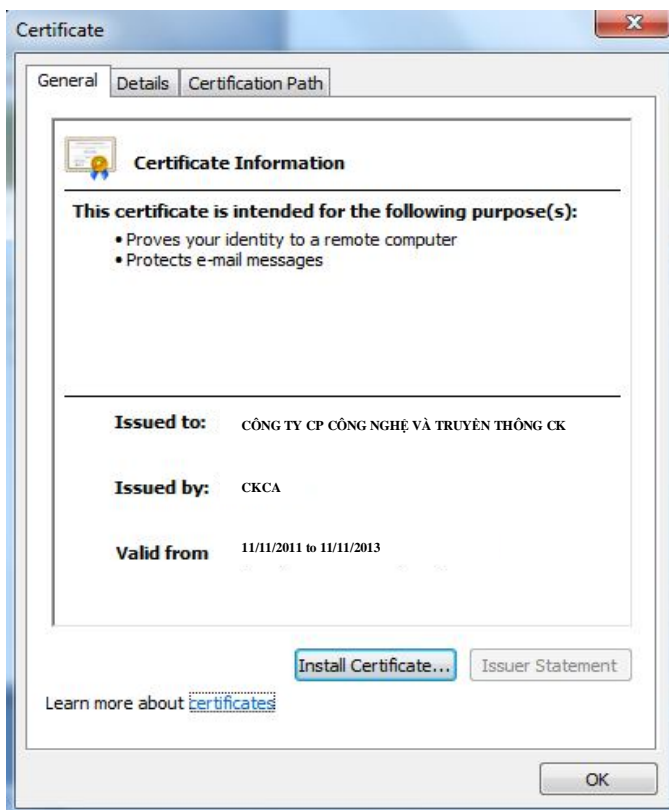 Certificate
General Details Certification Path
Certificate Information
This certificate is intended for the following purpose(s):
• Proves your identity to a remote computer
• Protects e-mail messages
Issued to: CÔNG TY CP CÔNG NGHỆ VÀ TRUYỀN THÔNG CK
Issued by: CKCA
Valid from 11/11/2011 to 11/11/2013
Install Certificate... Issuer Statement
Learn more about certificates
OK